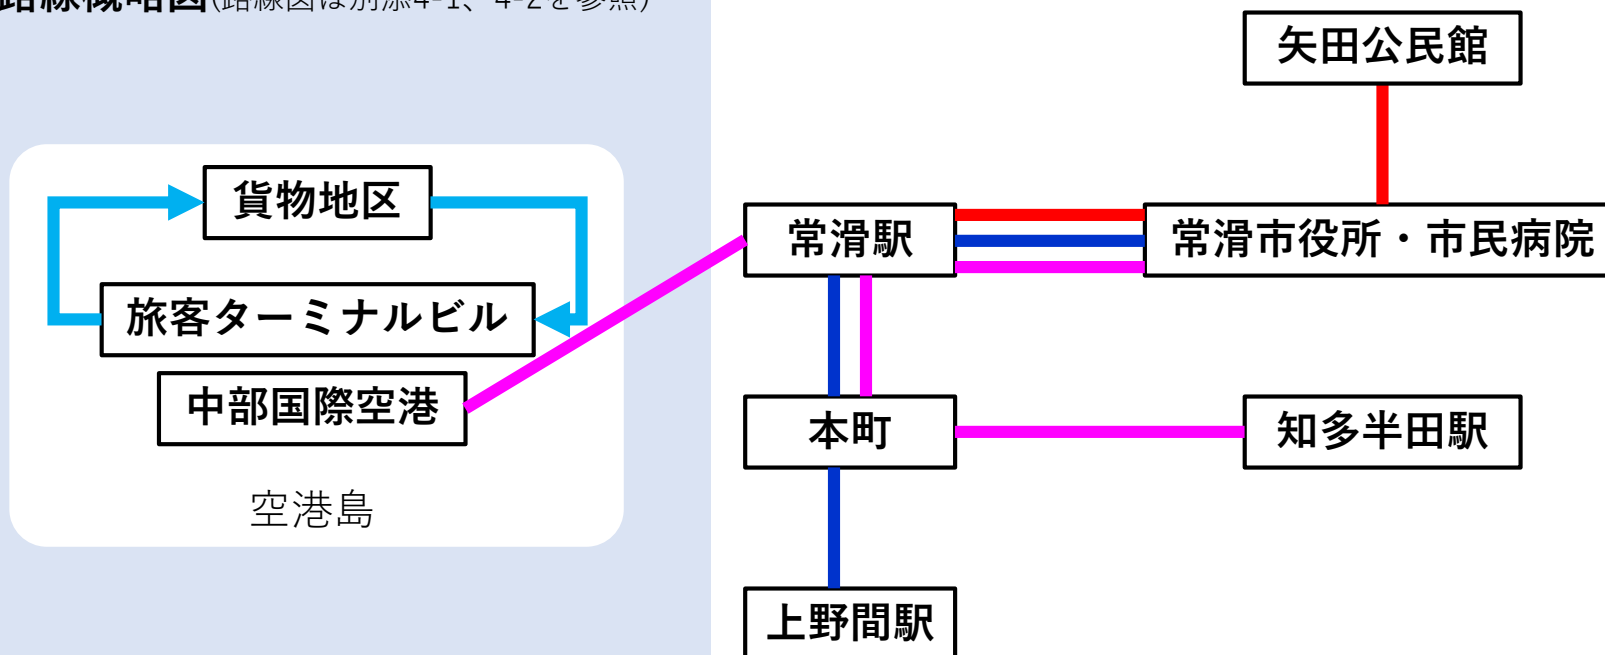 路線概略図(路線図は別添4-1、4-2を参照)
矢田公民館
貨物地区
常滑駅
常滑市役所・市民病院
旅客ターミナルビル
中部国際空港
本町
知多半田駅
空港島
上野間駅